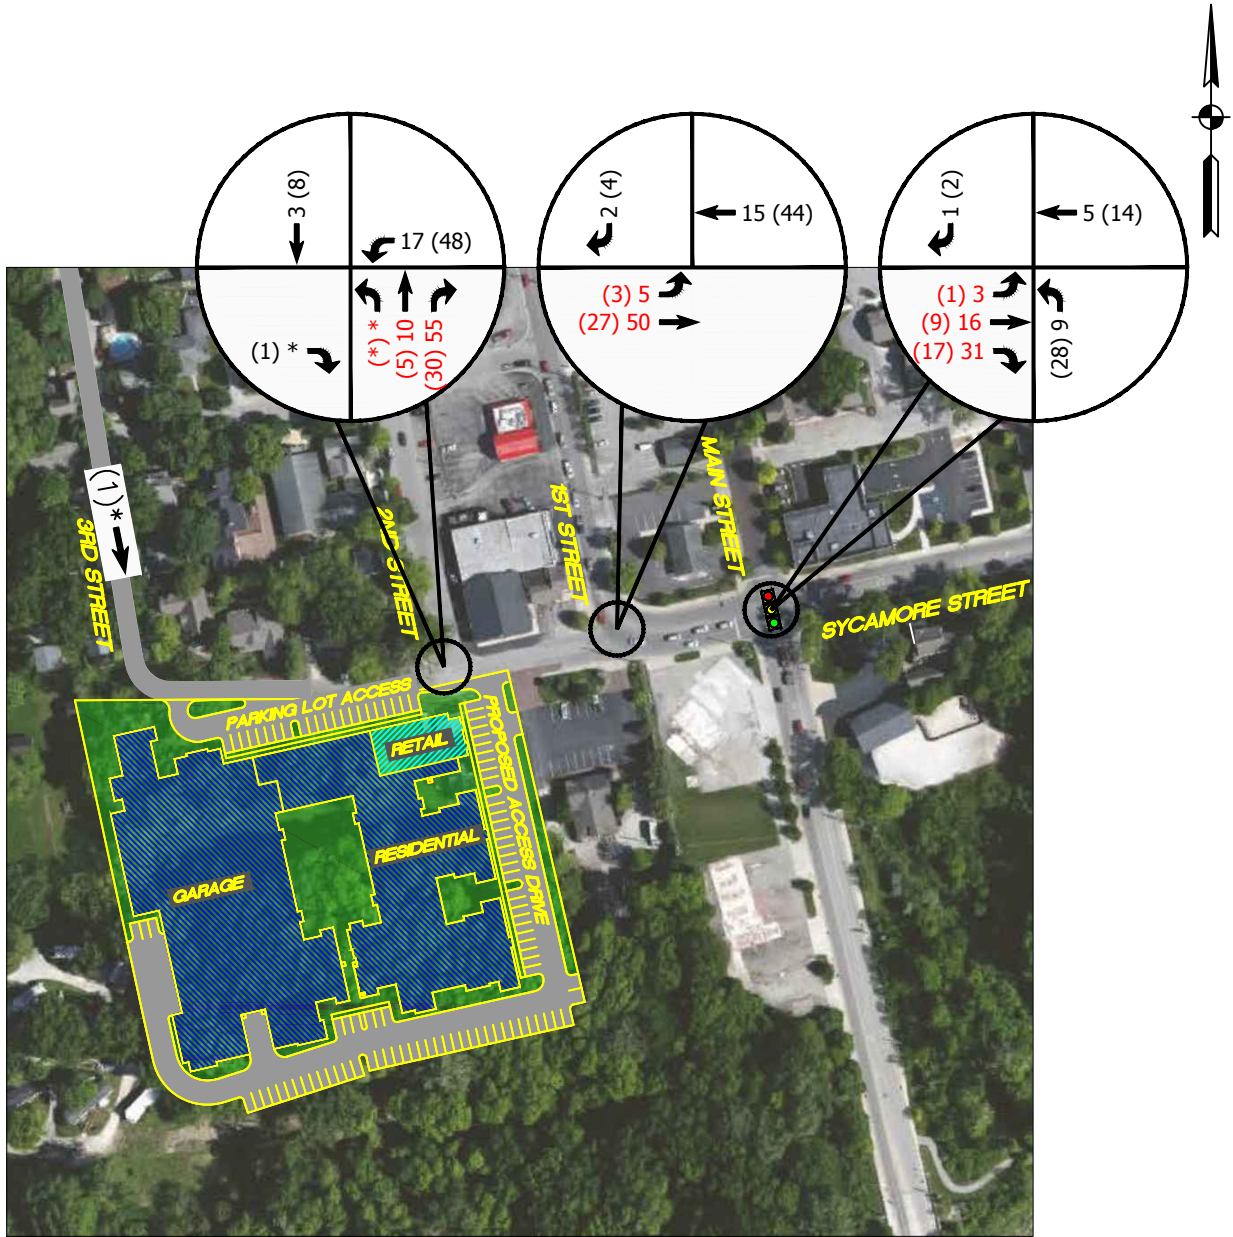 3 (8)
17 (48)
(1) *
(*) *
(5) 10
(30) 55
2 (4)
15 (44)
(3) 5
(27) 50
1 (2)
5 (14)
(1) 3
(9) 16
(17) 31
(28) 9
(1) *
3RD STREET
2ND STREET
1ST STREET
MAIN STREET
SYCAMORE STREET
PARKING LOT ACCESS
PROPOSED ACCESS DRIVE
RETAIL
RESIDENTIAL
GARAGE